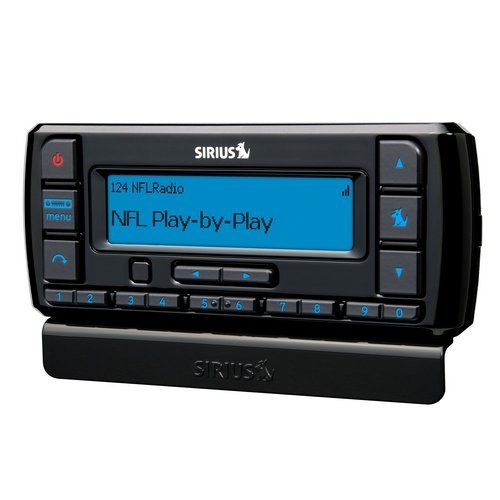 SIRIUS
124 NFLRadio
NFL Play-by-Play
menu
1 2 3 4 5 6 7 8 9 0
SIRIUS